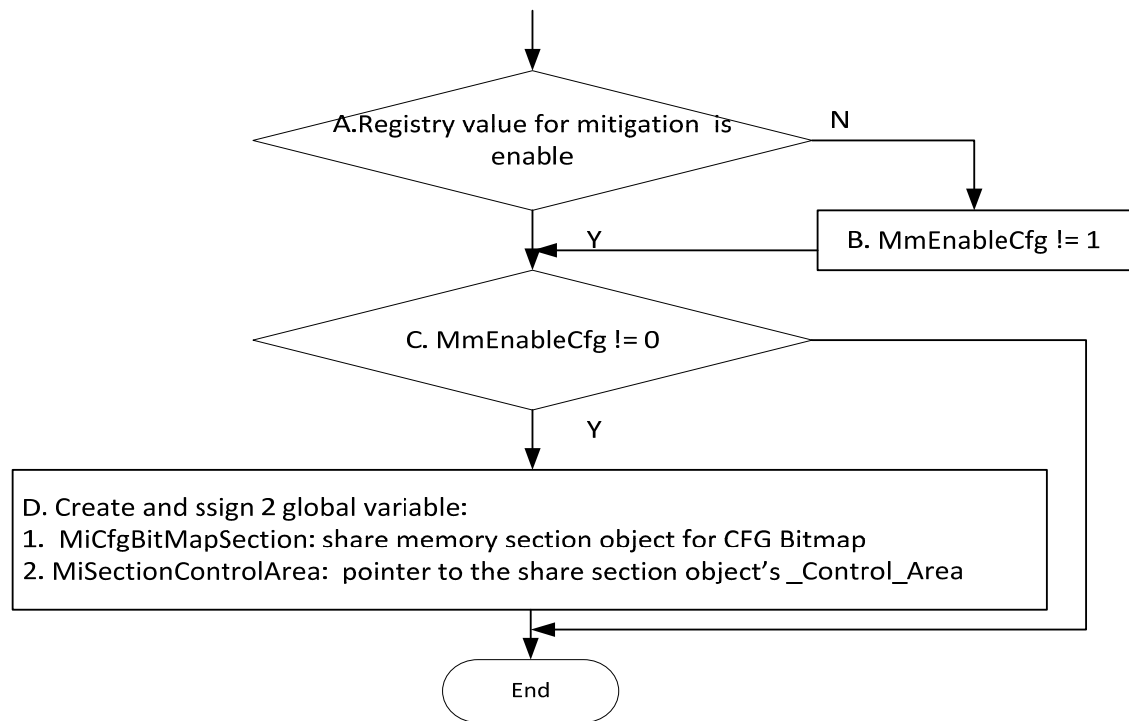 A.Registry value for mitigation is
enable
N
B. MmEnableCfg != 1
Y
C. MmEnableCfg != 0
Y
D. Create and ssign 2 global variable:
1. MiCfgBitMapSection: share memory section object for CFG Bitmap
2. MiSectionControlArea: pointer to the share section object’s _Control_Area
End